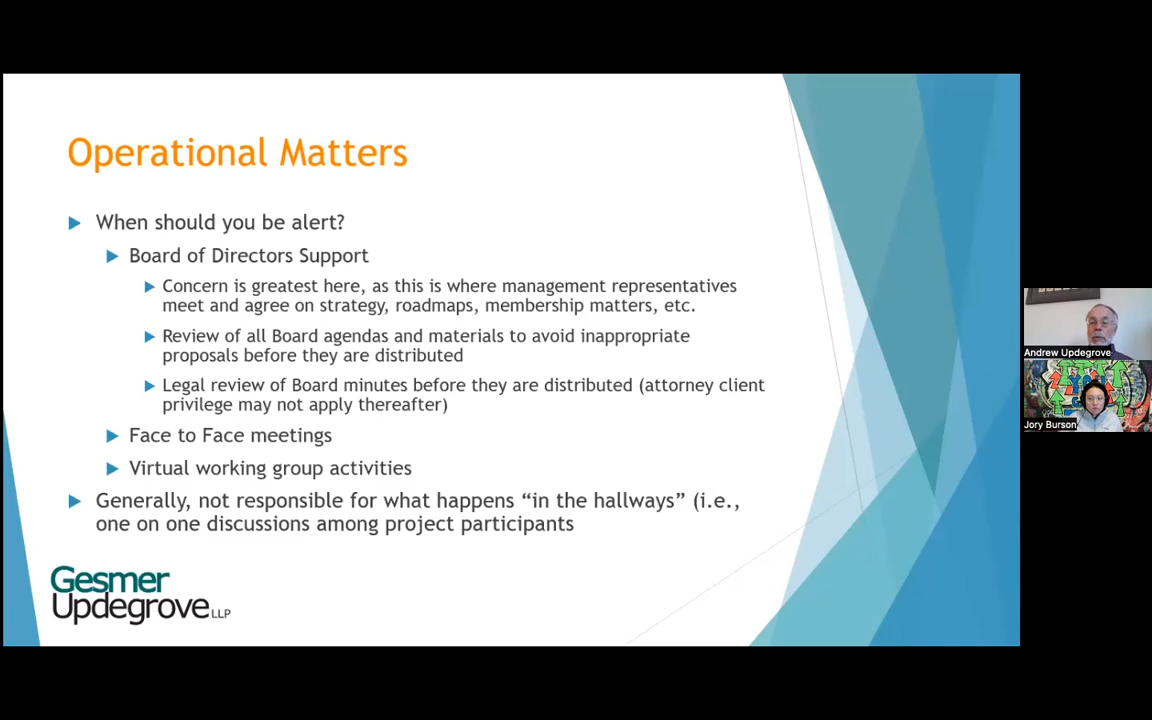 Operational Matters
When should you be alert?
Board of Directors Support
Concern is greatest here, as this is where management representatives
meet and agree on strategy, roadmaps, membership matters, etc.
Review of all Board agendas and materials to avoid inappropriate
proposals before they are distributed
Legal review of Board minutes before they are distributed (attorney client
privilege may not apply thereafter)
Face to Face meetings
Virtual working group activities
Generally, not responsible for what happens “in the hallways” (i.e.,
one on one discussions among project participants
Gesmer
Updegrove LLP
Andrew Updegrove
Jory Burson